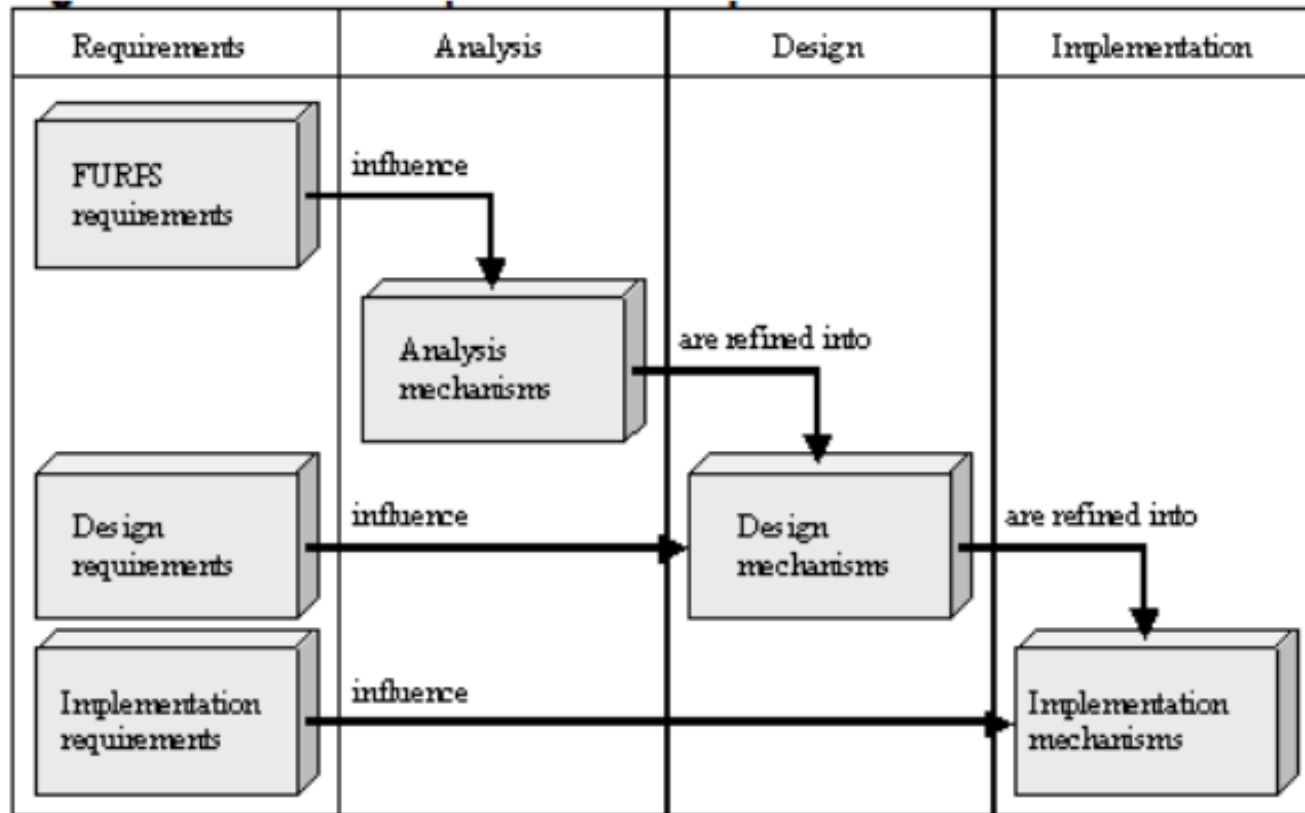 Requirements
Analysis
Design
Implementation
FURPS
requirements
influence
Analysis
mechanisms
are refined into
Design
requirements
influence
Design
mechanisms
are refined into
Implementation
requirements
influence
Implementation
mechanisms